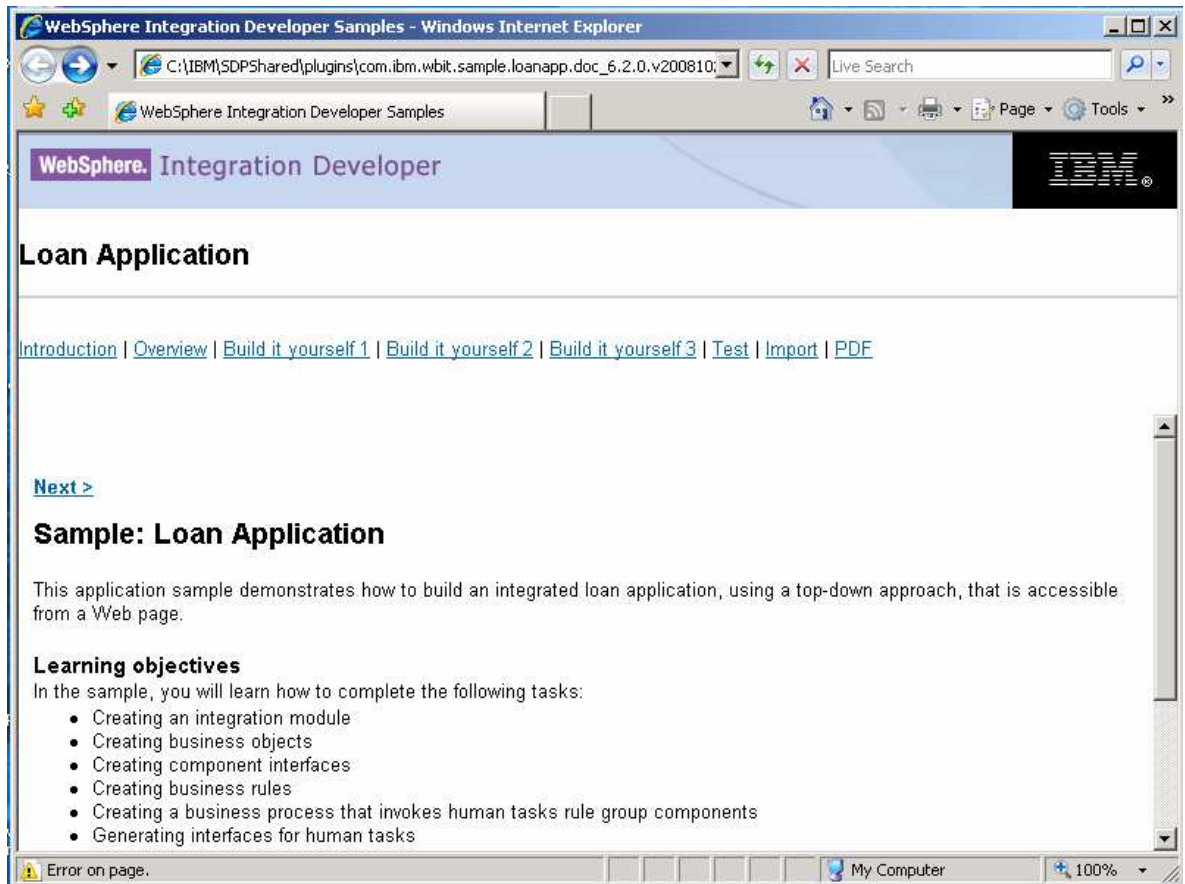 WebSphere Integration Developer Samples - Windows Internet Explorer
C:\IBM\SDPShared\plugins\com.ibm.wbit.sample.loanapp.doc_6.2.0.v200810
Live Search
WebSphere Integration Developer Samples
Page
Tools
»
WebSphere. Integration Developer
IBM®
Loan Application
Introduction | Overview | Build it yourself 1 | Build it yourself 2 | Build it yourself 3 | Test | Import | PDF
Next >
Sample: Loan Application
This application sample demonstrates how to build an integrated loan application, using a top-down approach, that is accessible
from a Web page.
Learning objectives
In the sample, you will learn how to complete the following tasks:
• Creating an integration module
• Creating business objects
• Creating component interfaces
• Creating business rules
• Creating a business process that invokes human tasks rule group components
• Generating interfaces for human tasks
Error on page.
My Computer
100%